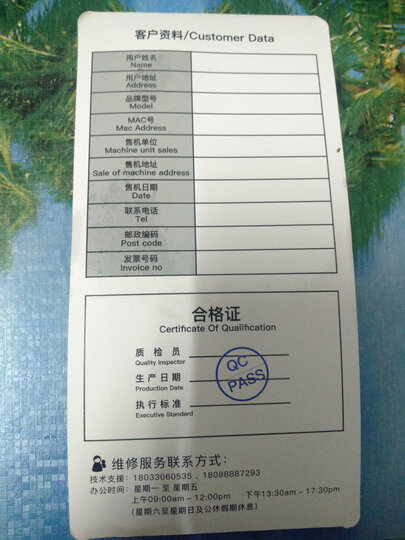 客户资料/Customer Data
用户姓名
Name
用户地址
Address
品牌型号
Model
MAC号
Mac Address
售机单位
Machine unit sales
售机地址
Sale of machine address
售机日期
Date
联系电话
Tel
邮政编码
Post code
发票号码
Invoice no
合格证
Certificate Of Qualification
质检员
Quality Inspector
生产日期
Production Date
执行标准
Executive Standard
QC
PASS
维修服务联系方式：
技术支援：18033060535 、18088887293
办公时间：星期一 至 星期五
上午09:00am - 12:00pm 下午13:30am - 17:30pm
（星期六至星期日及公休假期休息）